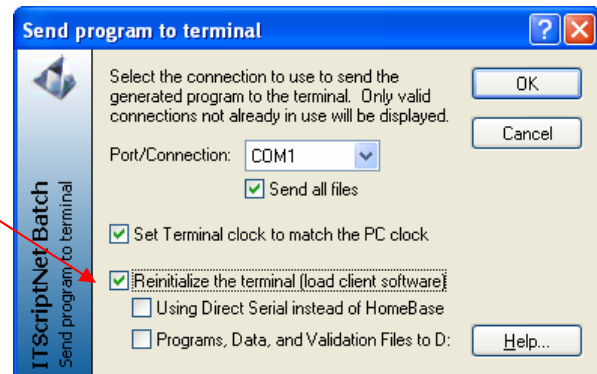 Send program to terminal
Select the connection to use to send the
generated program to the terminal. Only valid
connections not already in use will be displayed.
OK
Cancel
Port/Connection: COM1
Send all files
Set Terminal clock to match the PC clock
Reinitialize the terminal (load client software)
Using Direct Serial instead of HomeBase
Programs, Data, and Validation Files to D:
Help...
ITScriptNet Batch
Send program to terminal